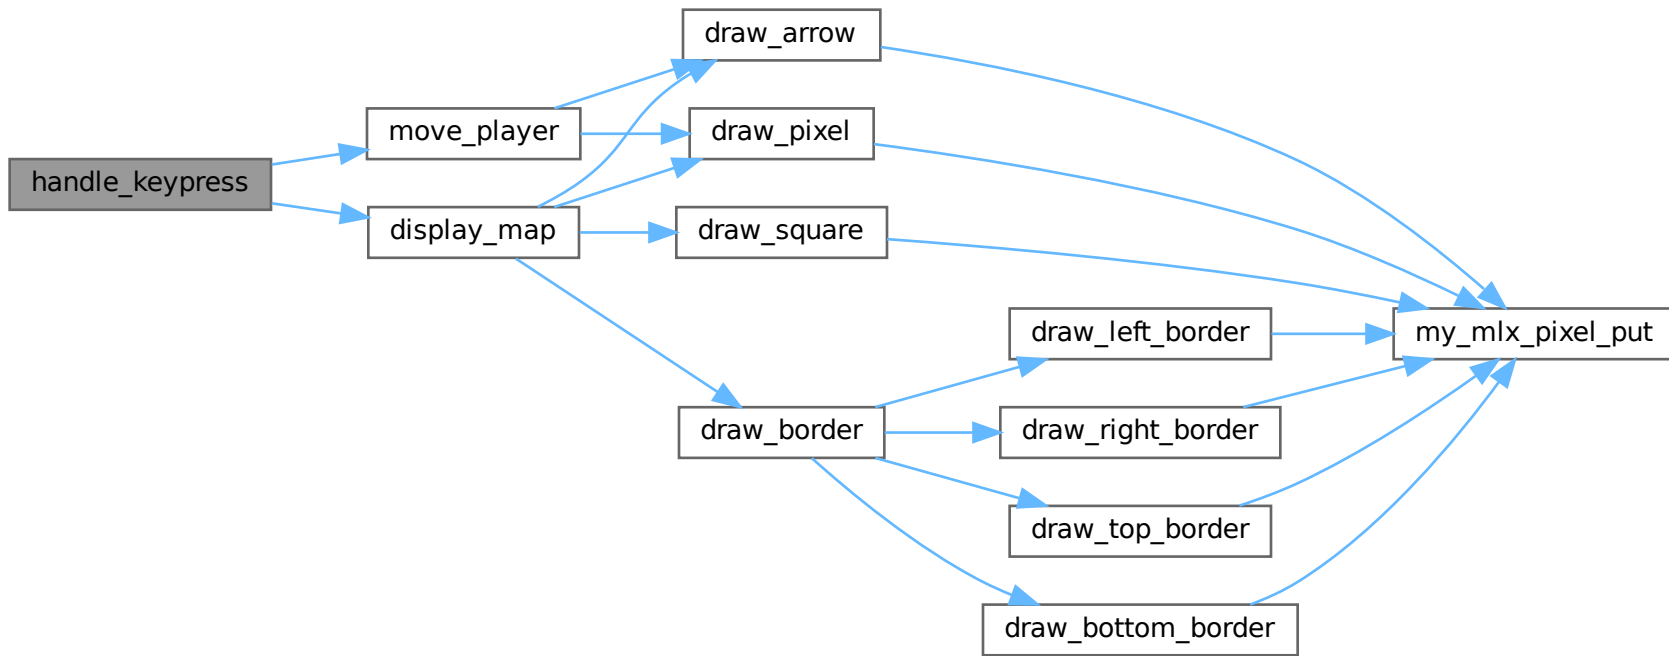 handle_keypress
move_player
display_map
draw_arrow
draw_pixel
draw_square
draw_border
draw_left_border
draw_right_border
draw_top_border
draw_bottom_border
my_mlx_pixel_put